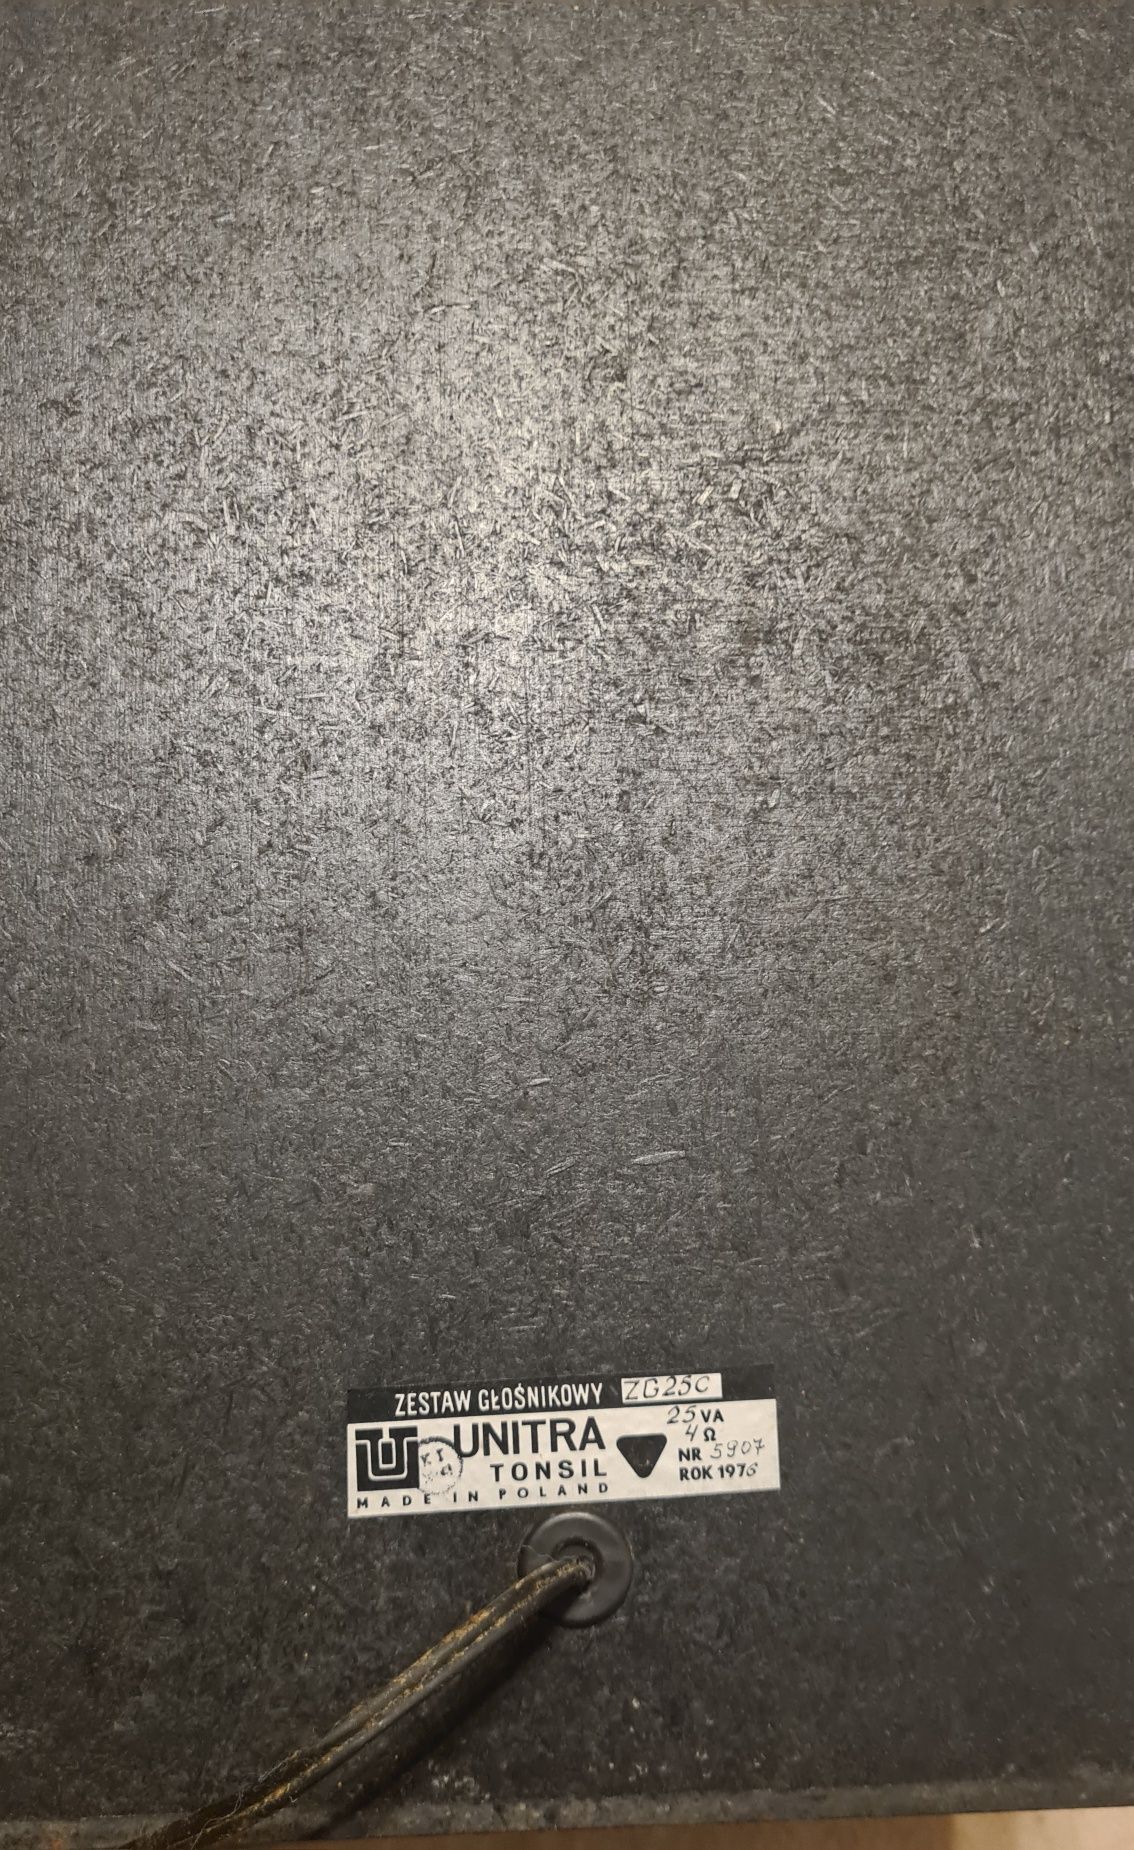 ZESTAW GŁOŚNIKOWY ZG25C
UNITRA
TONSIL
MADE IN POLAND
25 VA
4 Ω
NR 5907
ROK 1976